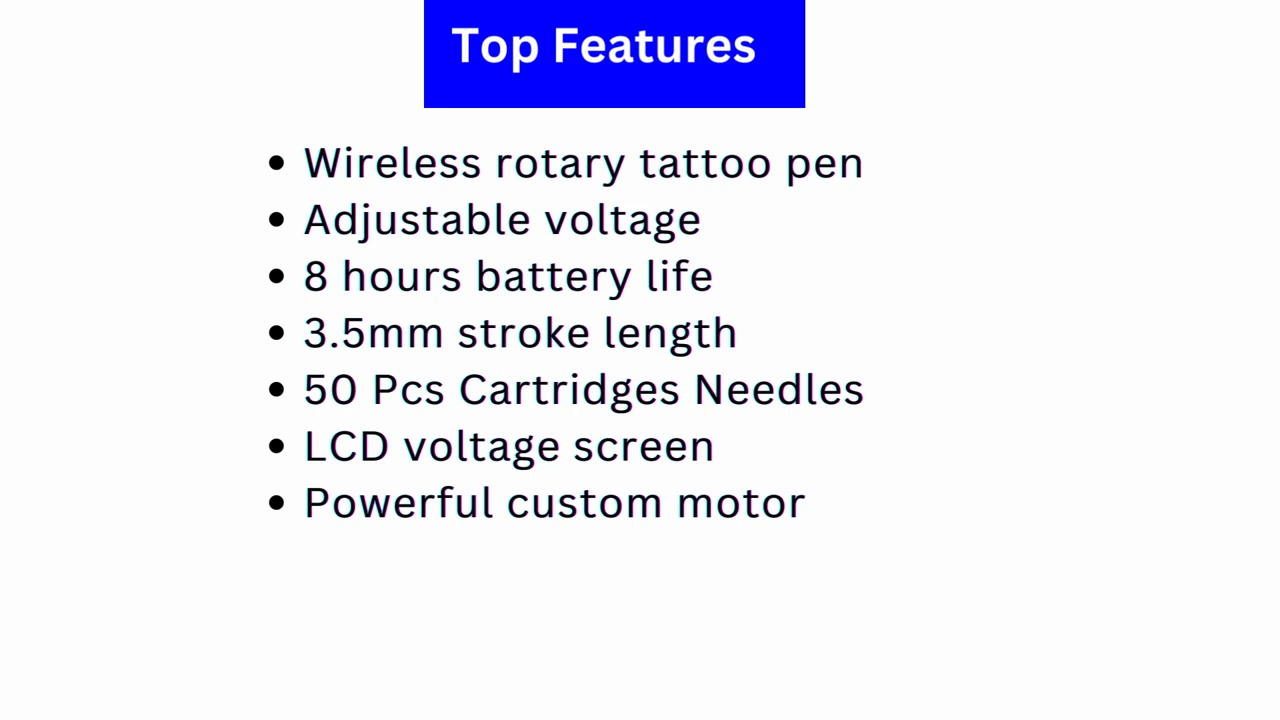 Top Features
• Wireless rotary tattoo pen
• Adjustable voltage
• 8 hours battery life
• 3.5mm stroke length
• 50 Pcs Cartridges Needles
• LCD voltage screen
• Powerful custom motor